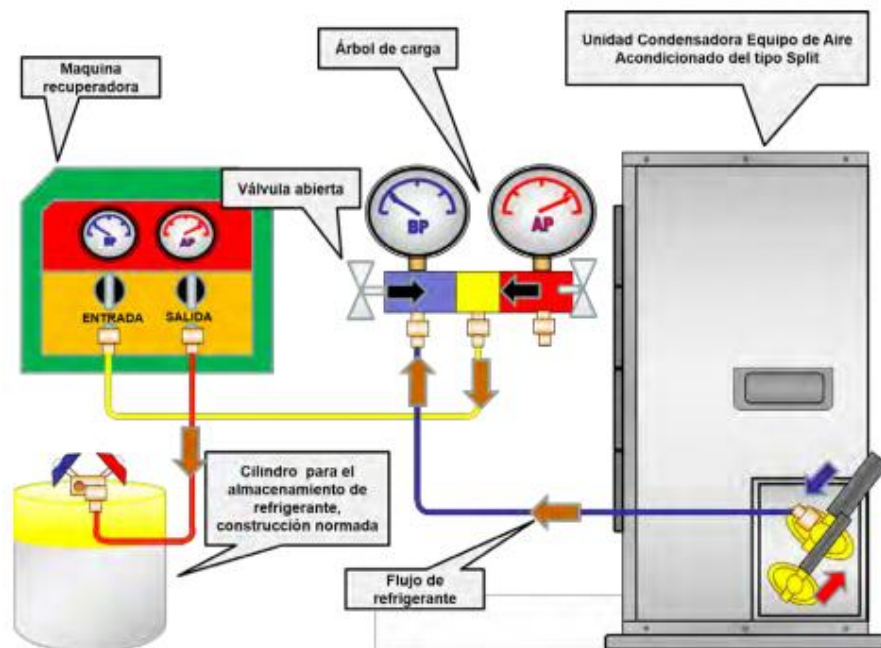 Maquina
recuperadora
Árbol de carga
Unidad Condensadora Equipo de Aire
Acondicionado del tipo Split
Válvula abierta
BP
AP
BP
AP
ENTRADA
SALIDA
Cilindro para el
almacenamiento de
refrigerante,
construcción normada
Flujo de
refrigerante